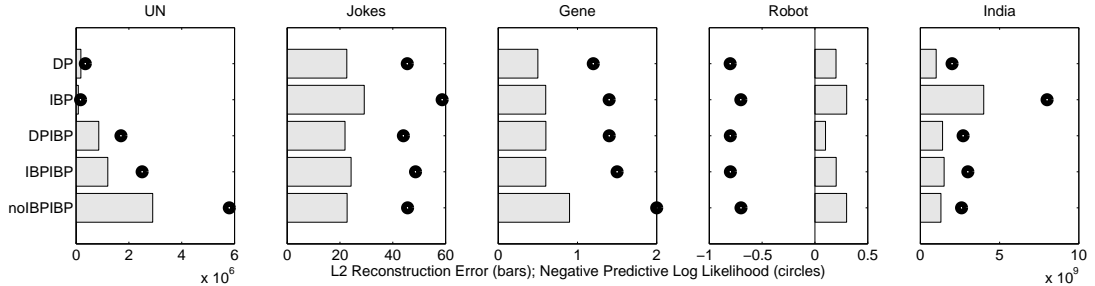 UN Jokes Gene Robot India
DP
IBP
DPIBP
IBPIBP
noIBPIBP
0 2 4 6 0 20 40 60 0 1 2 −1 −0.5 0 0.5 0 5 10
x 10^6 L2 Reconstruction Error (bars); Negative Predictive Log Likelihood (circles) x 10^9